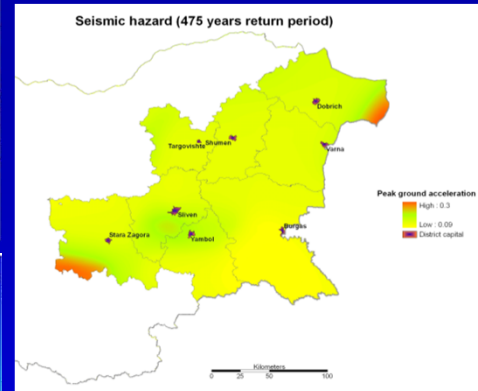 Seismic hazard (475 years return period)
Dobrich
Targovishte
Shumen
Varna
Peak ground acceleration
High : 0.3
Low : 0.09
District capital
Sliven
Burgas
Stara Zagora
Yambol
Kilometers
0 25 50 100